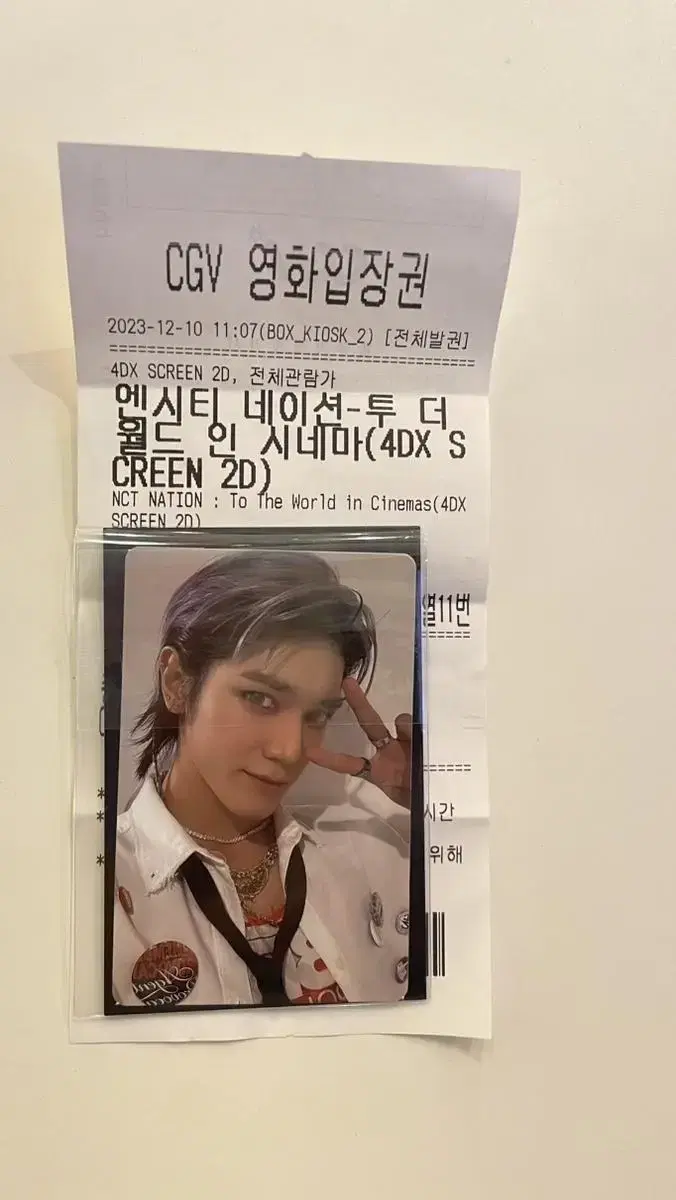 CGV 영화입장권
2023-12-10 11:07(BOX_KIOSK_2) [전체발권]
================================================
4DX SCREEN 2D, 전체관람가
엔시티 네이션-투 더
월드 인 시네마(4DX S
CREEN 2D)
NCT NATION : To The World in Cinemas(4DX
SCREEN 2D)
열11번
=====
=====
*
* 시간
* 위해
Agent